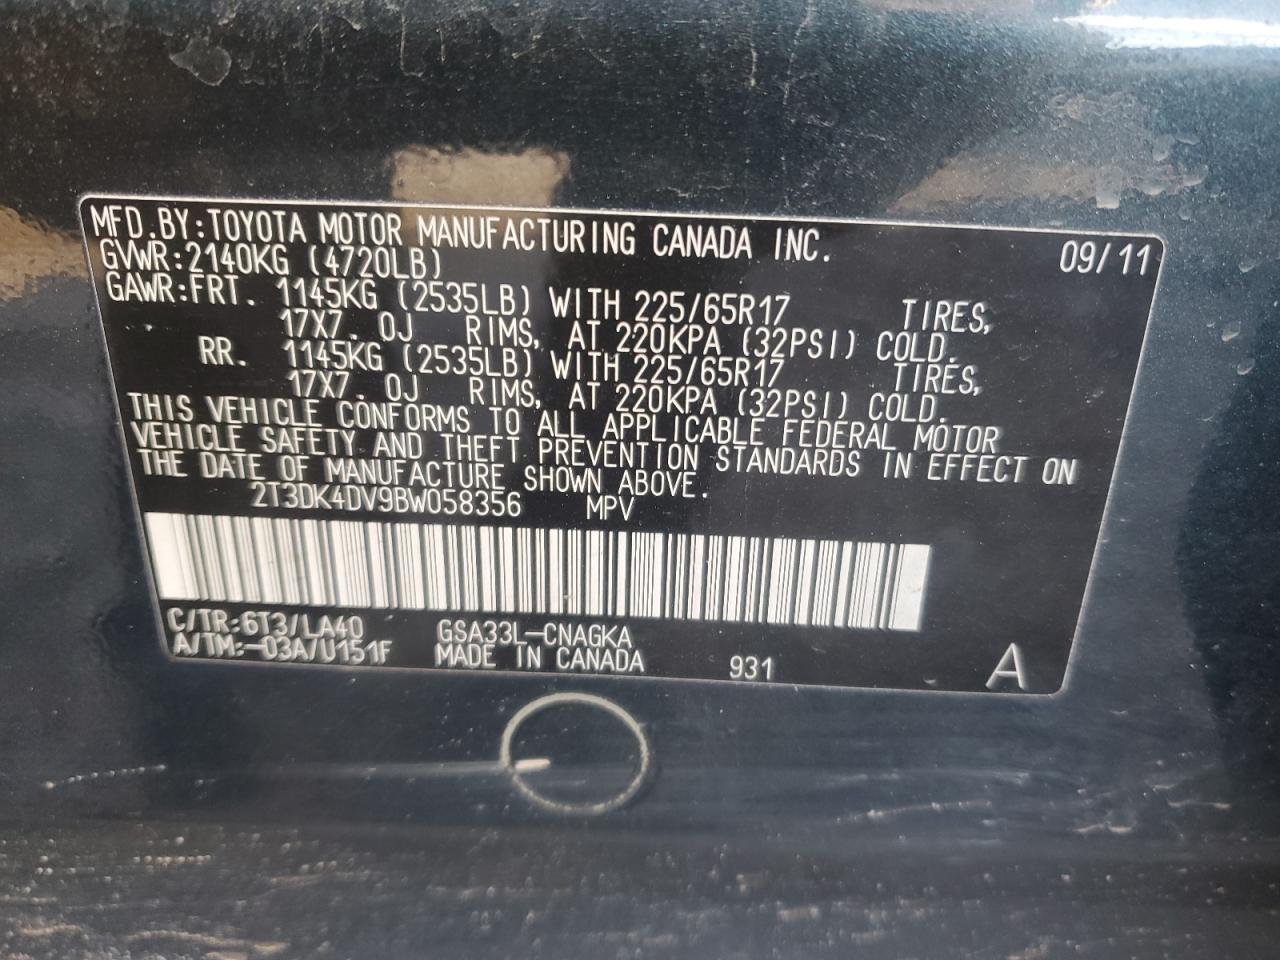 MFD.BY:TOYOTA MOTOR MANUFACTURING CANADA INC. 09/11
GVWR:2140KG (4720LB)
GAWR:FRT. 1145KG (2535LB) WITH 225/65R17 TIRES,
17X7.0J RIMS, AT 220KPA (32PSI) COLD.
RR. 1145KG (2535LB) WITH 225/65R17 TIRES,
17X7.0J RIMS, AT 220KPA (32PSI) COLD.
THIS VEHICLE CONFORMS TO ALL APPLICABLE FEDERAL MOTOR
VEHICLE SAFETY AND THEFT PREVENTION STANDARDS IN EFFECT ON
THE DATE OF MANUFACTURE SHOWN ABOVE.
2T3DK4DV9BW058356 MPV
C/TR:6T3/LA40 GSA33L-CNAGKA
A/TM:-03A/U151F MADE IN CANADA 931 A